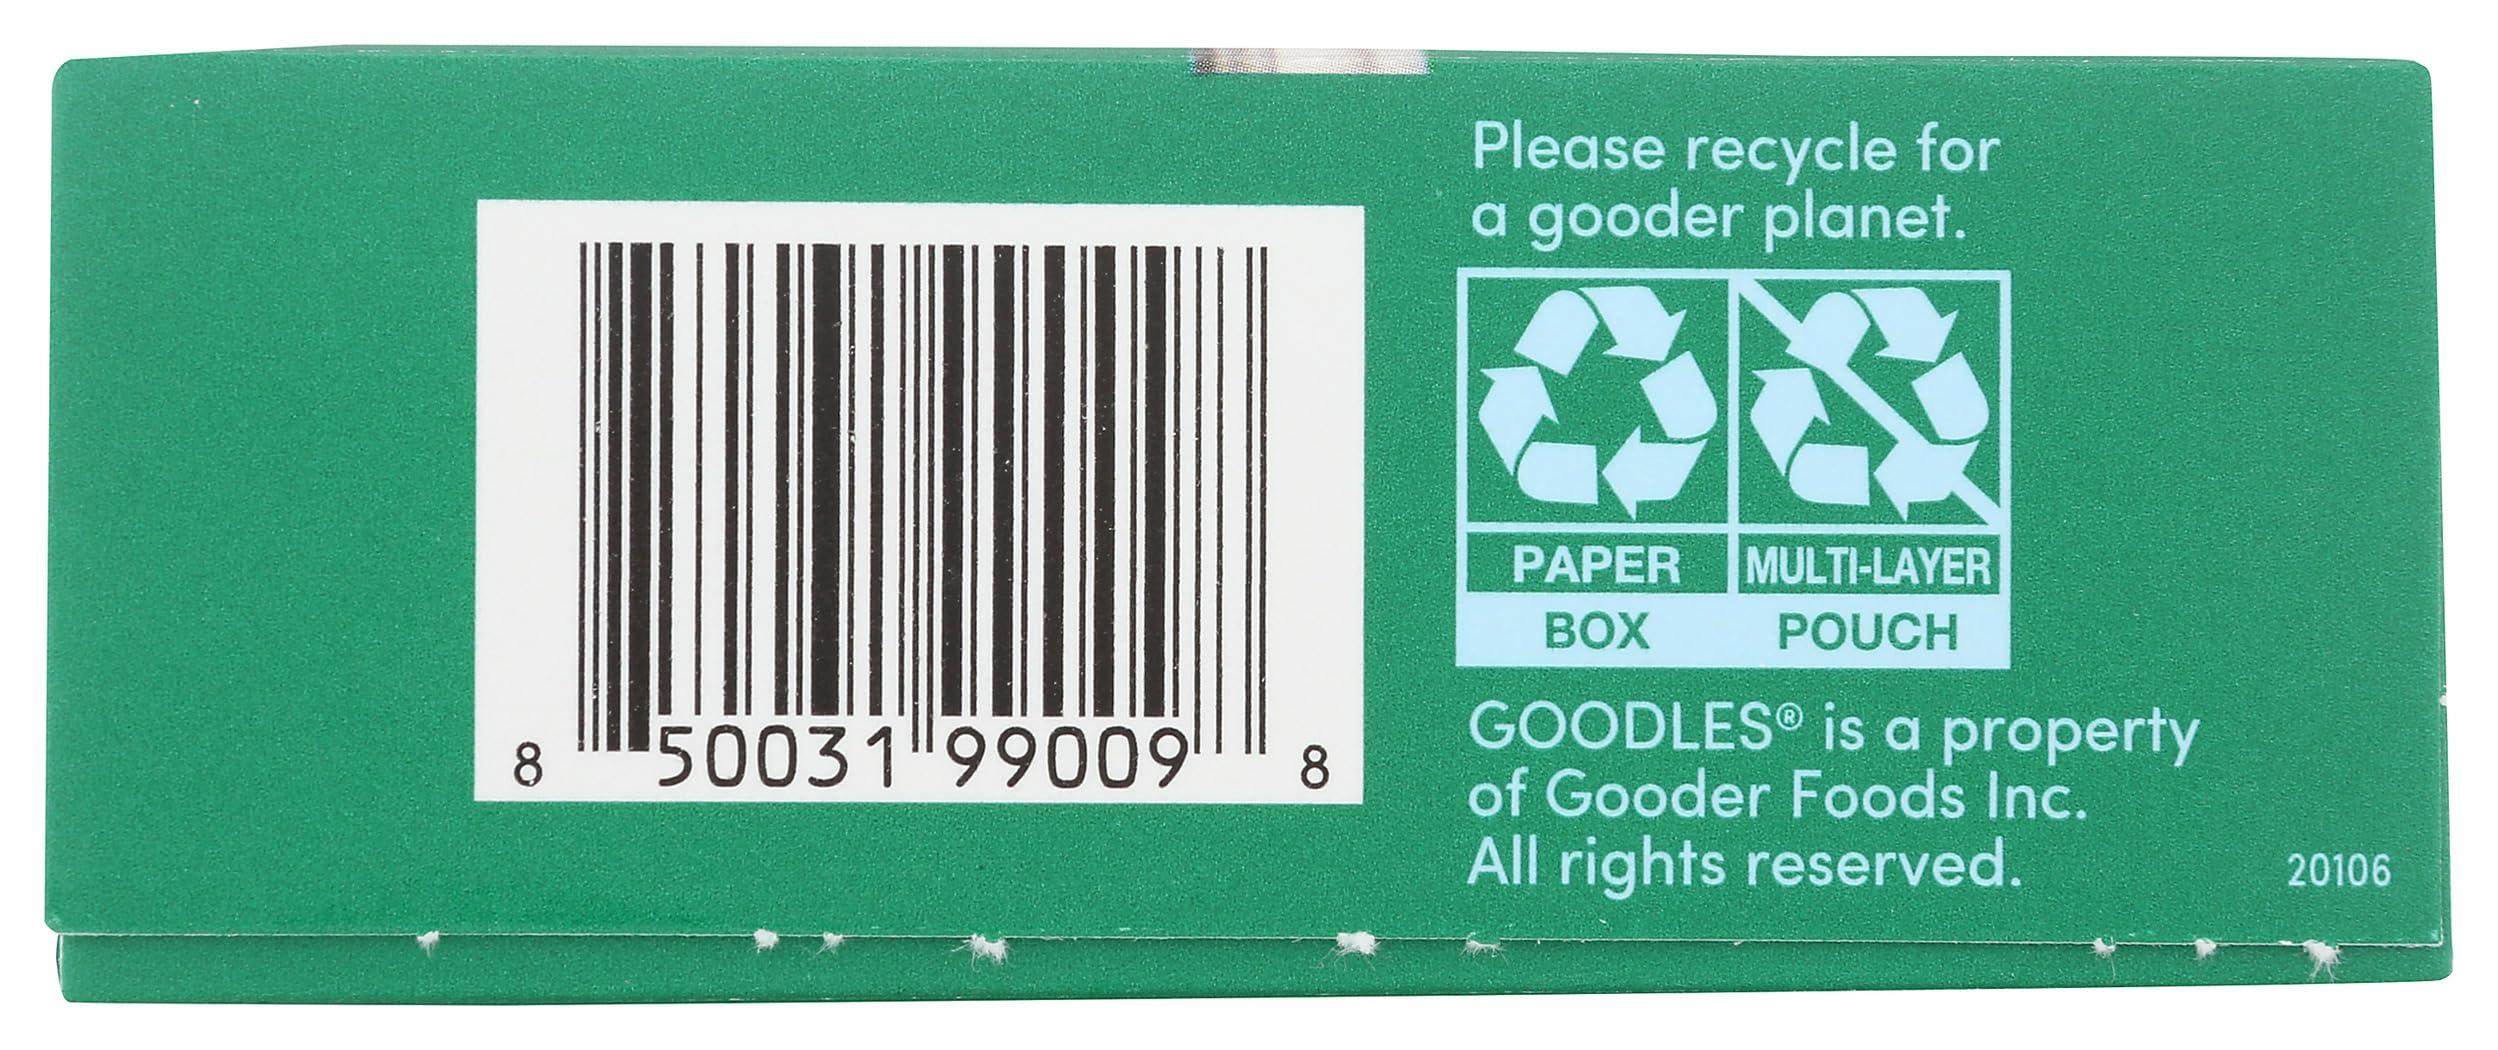 8 50031 99009 8
Please recycle for
a gooder planet.
PAPER
BOX
MULTI-LAYER
POUCH
GOODLES® is a property
of Gooder Foods Inc.
All rights reserved.
20106